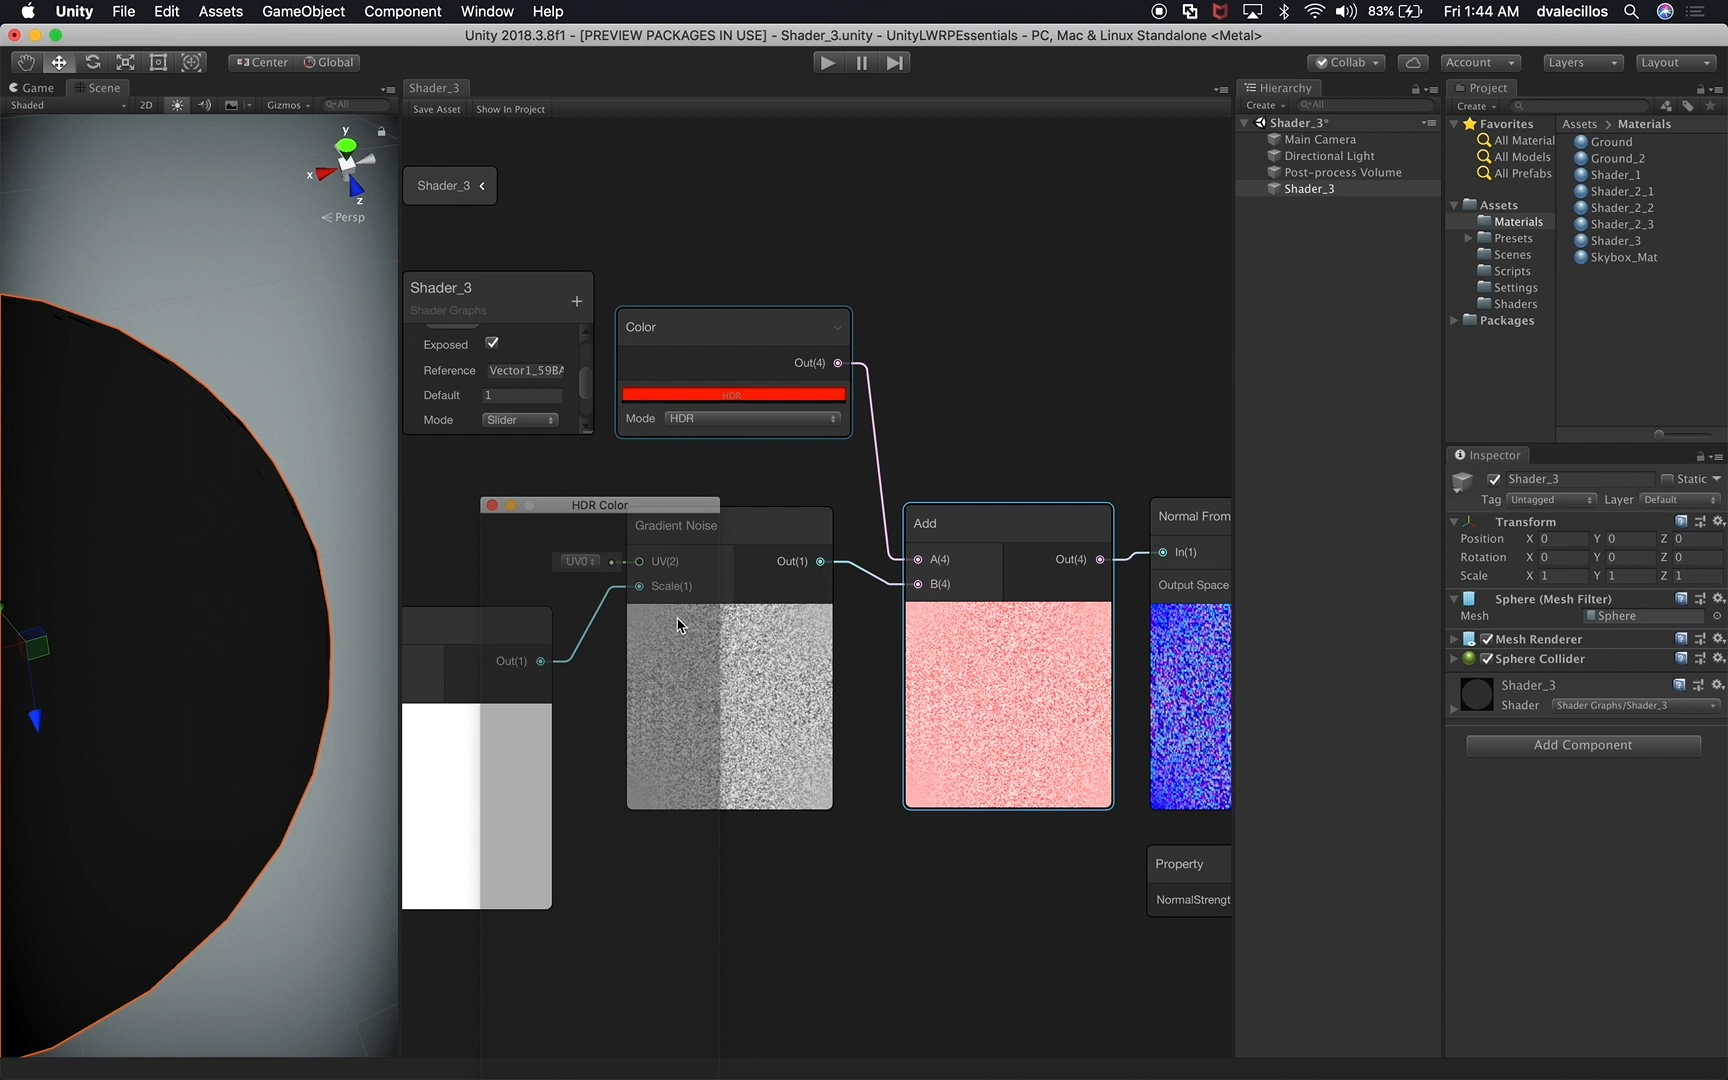 Unity File Edit Assets GameObject Component Window Help 83% Fri 1:44 AM dvalecillos
Unity 2018.3.8f1 - [PREVIEW PACKAGES IN USE] - Shader_3.unity - UnityLWRPEssentials - PC, Mac & Linux Standalone <Metal>
Center Global Collab Account Layers Layout
Game Scene
Shaded 2D Gizmos All
y
x
z
Persp
Shader_3
Save Asset Show In Project
Shader_3
Shader_3
Shader Graphs
Exposed
Reference Vector1_59BA
Default 1
Mode Slider
Color
Out(4)
HDR
Mode HDR
HDR Color
Gradient Noise
UV0 UV(2) Out(1)
Scale(1)
Out(1)
Add
A(4) Out(4)
B(4)
Normal From
In(1)
Output Space
Property
NormalStrengt
Hierarchy
Create All
Shader_3*
Main Camera
Directional Light
Post-process Volume
Shader_3
Project
Create
Favorites
All Material
All Models
All Prefabs
Assets
Materials
Presets
Scenes
Scripts
Settings
Shaders
Packages
Assets > Materials
Ground
Ground_2
Shader_1
Shader_2_1
Shader_2_2
Shader_2_3
Shader_3
Skybox_Mat
Inspector
Shader_3 Static
Tag Untagged Layer Default
Transform
Position X 0 Y 0 Z 0
Rotation X 0 Y 0 Z 0
Scale X 1 Y 1 Z 1
Sphere (Mesh Filter)
Mesh Sphere
Mesh Renderer
Sphere Collider
Shader_3
Shader Shader Graphs/Shader_3
Add Component